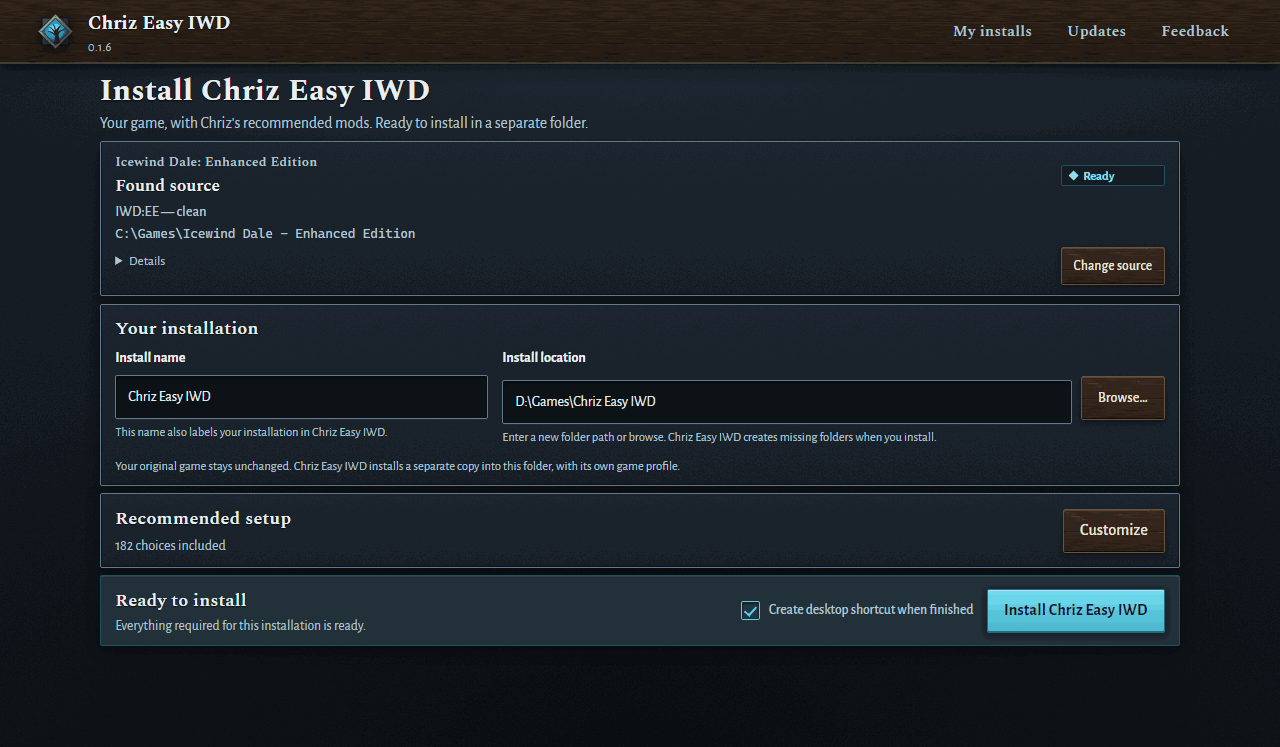 Chriz Easy IWD
0.1.6
My installs
Updates
Feedback
Install Chriz Easy IWD
Your game, with Chriz's recommended mods. Ready to install in a separate folder.
Icewind Dale: Enhanced Edition
Found source
IWD:EE — clean
C:\Games\Icewind Dale - Enhanced Edition
Details
Ready
Change source
Your installation
Install name
Chriz Easy IWD
This name also labels your installation in Chriz Easy IWD.
Install location
D:\Games\Chriz Easy IWD
Browse...
Enter a new folder path or browse. Chriz Easy IWD creates missing folders when you install.
Your original game stays unchanged. Chriz Easy IWD installs a separate copy into this folder, with its own game profile.
Recommended setup
182 choices included
Customize
Ready to install
Everything required for this installation is ready.
Create desktop shortcut when finished
Install Chriz Easy IWD